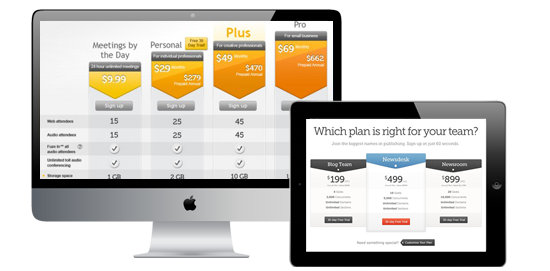 Meetings by
the Day
24 hour unlimited meetings
$9.99
Sign up
Personal
Free 30
Day Trial!
For individual professionals
$29 Monthly
$279
Prepaid Annual
Sign up
Plus
For creative professionals
$49 Monthly
$470
Prepaid Annual
Sign up
Pro
For small business
$69 Monthly
$662
Prepaid Annual
Sign up
Web attendees 15 25 45
Audio attendees 15 25 45
all audio attendees
Unlimited toll audio
conferencing
Storage space 1 GB 2 GB 10 GB
Which plan is right for your team?
Join the biggest names in publishing. Sign up in just 60 seconds.
Blog Team
$199
30-day Free Trial
Newsdesk
$499
30-day Free Trial
Newsroom
$899
30-day Free Trial
Need something special?
Customize Your Plan